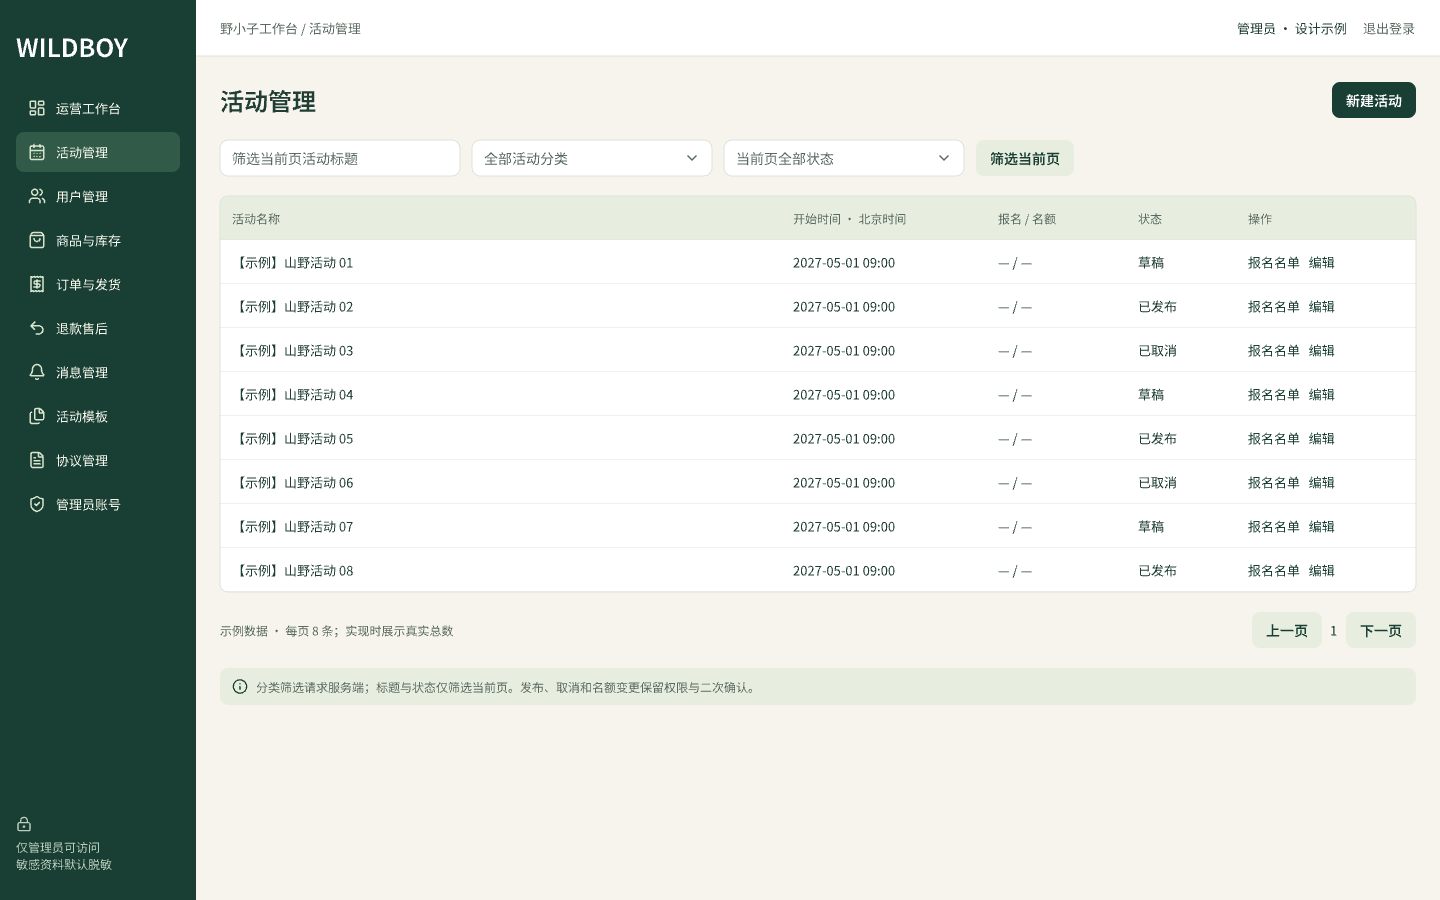 WILDBOY
运营工作台
活动管理
用户管理
商品与库存
订单与发货
退款售后
消息管理
活动模板
协议管理
管理员账号
仅管理员可访问
敏感资料默认脱敏
野小子工作台 / 活动管理
管理员 · 设计示例 退出登录
活动管理
新建活动
筛选当前页活动标题 全部活动分类 当前页全部状态 筛选当前页
活动名称 开始时间 · 北京时间 报名 / 名额 状态 操作
【示例】山野活动 01 2027-05-01 09:00 — / — 草稿 报名名单 编辑
【示例】山野活动 02 2027-05-01 09:00 — / — 已发布 报名名单 编辑
【示例】山野活动 03 2027-05-01 09:00 — / — 已取消 报名名单 编辑
【示例】山野活动 04 2027-05-01 09:00 — / — 草稿 报名名单 编辑
【示例】山野活动 05 2027-05-01 09:00 — / — 已发布 报名名单 编辑
【示例】山野活动 06 2027-05-01 09:00 — / — 已取消 报名名单 编辑
【示例】山野活动 07 2027-05-01 09:00 — / — 草稿 报名名单 编辑
【示例】山野活动 08 2027-05-01 09:00 — / — 已发布 报名名单 编辑
示例数据 · 每页 8 条；实现时展示真实总数
上一页 1 下一页
分类筛选请求服务端；标题与状态仅筛选当前页。发布、取消和名额变更保留权限与二次确认。